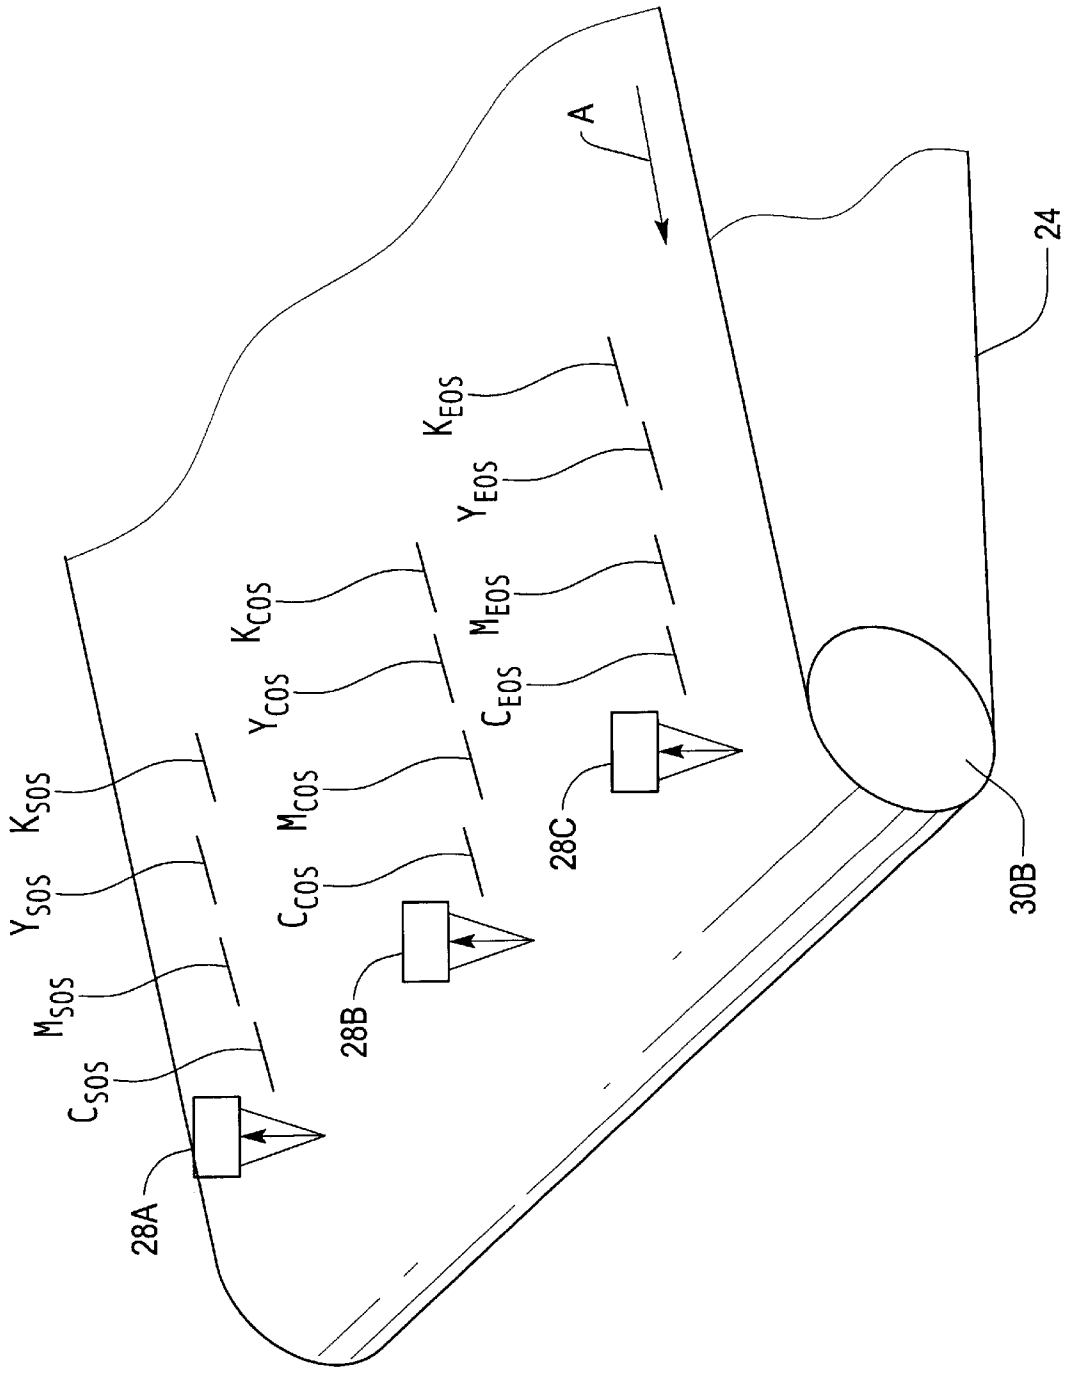 A
24
K_EOS
Y_EOS
M_EOS
C_EOS
K_COS
Y_COS
M_COS
C_COS
K_SOS
Y_SOS
M_SOS
C_SOS
28A
28B
28C
30B